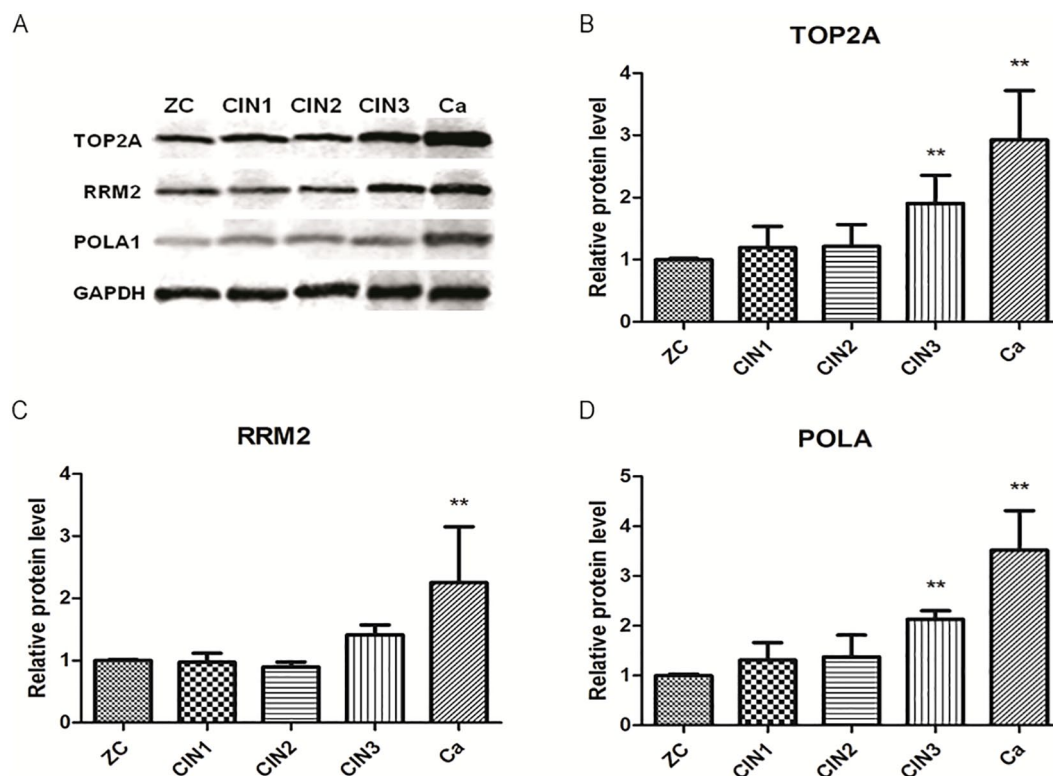 A
ZC CIN1 CIN2 CIN3 Ca
TOP2A
RRM2
POLA1
GAPDH
B
TOP2A
Relative protein level
4
3
2
1
0
**
**
ZC CIN1 CIN2 CIN3 Ca
C
RRM2
Relative protein level
4
3
2
1
0
**
ZC CIN1 CIN2 CIN3 Ca
D
POLA
Relative protein level
5
4
3
2
1
0
**
**
ZC CIN1 CIN2 CIN3 Ca